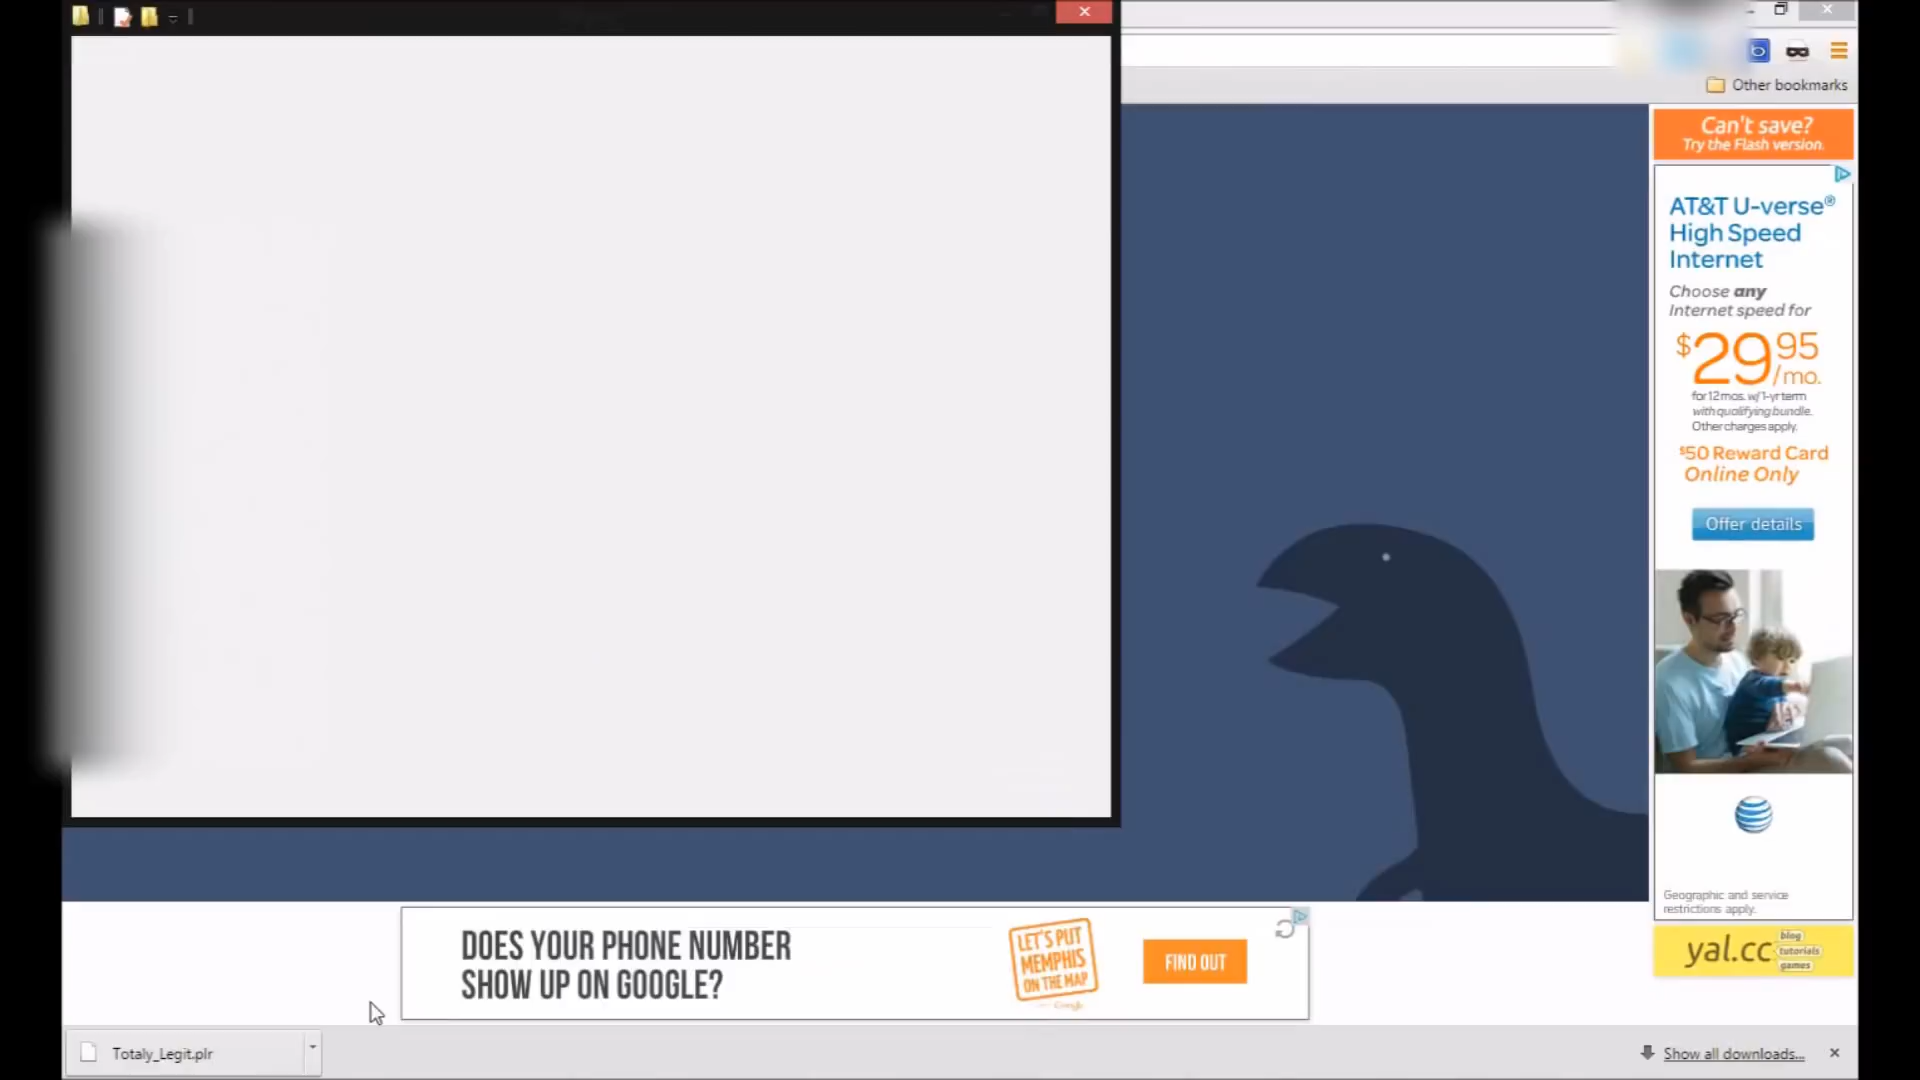 Other bookmarks
Can't save?
Try the Flash version.
AT&T U-verse®
High Speed
Internet
Choose any
Internet speed for
$29 95
/mo.
for 12 mos. w/1-yr term
with qualifying bundle.
Other charges apply.
$50 Reward Card
Online Only
Offer details
Geographic and service
restrictions apply.
yal.cc
blog
tutorials
games
DOES YOUR PHONE NUMBER
SHOW UP ON GOOGLE?
LET'S PUT
MEMPHIS
ON THE MAP
Google
FIND OUT
Totaly_Legit.plr
Show all downloads...